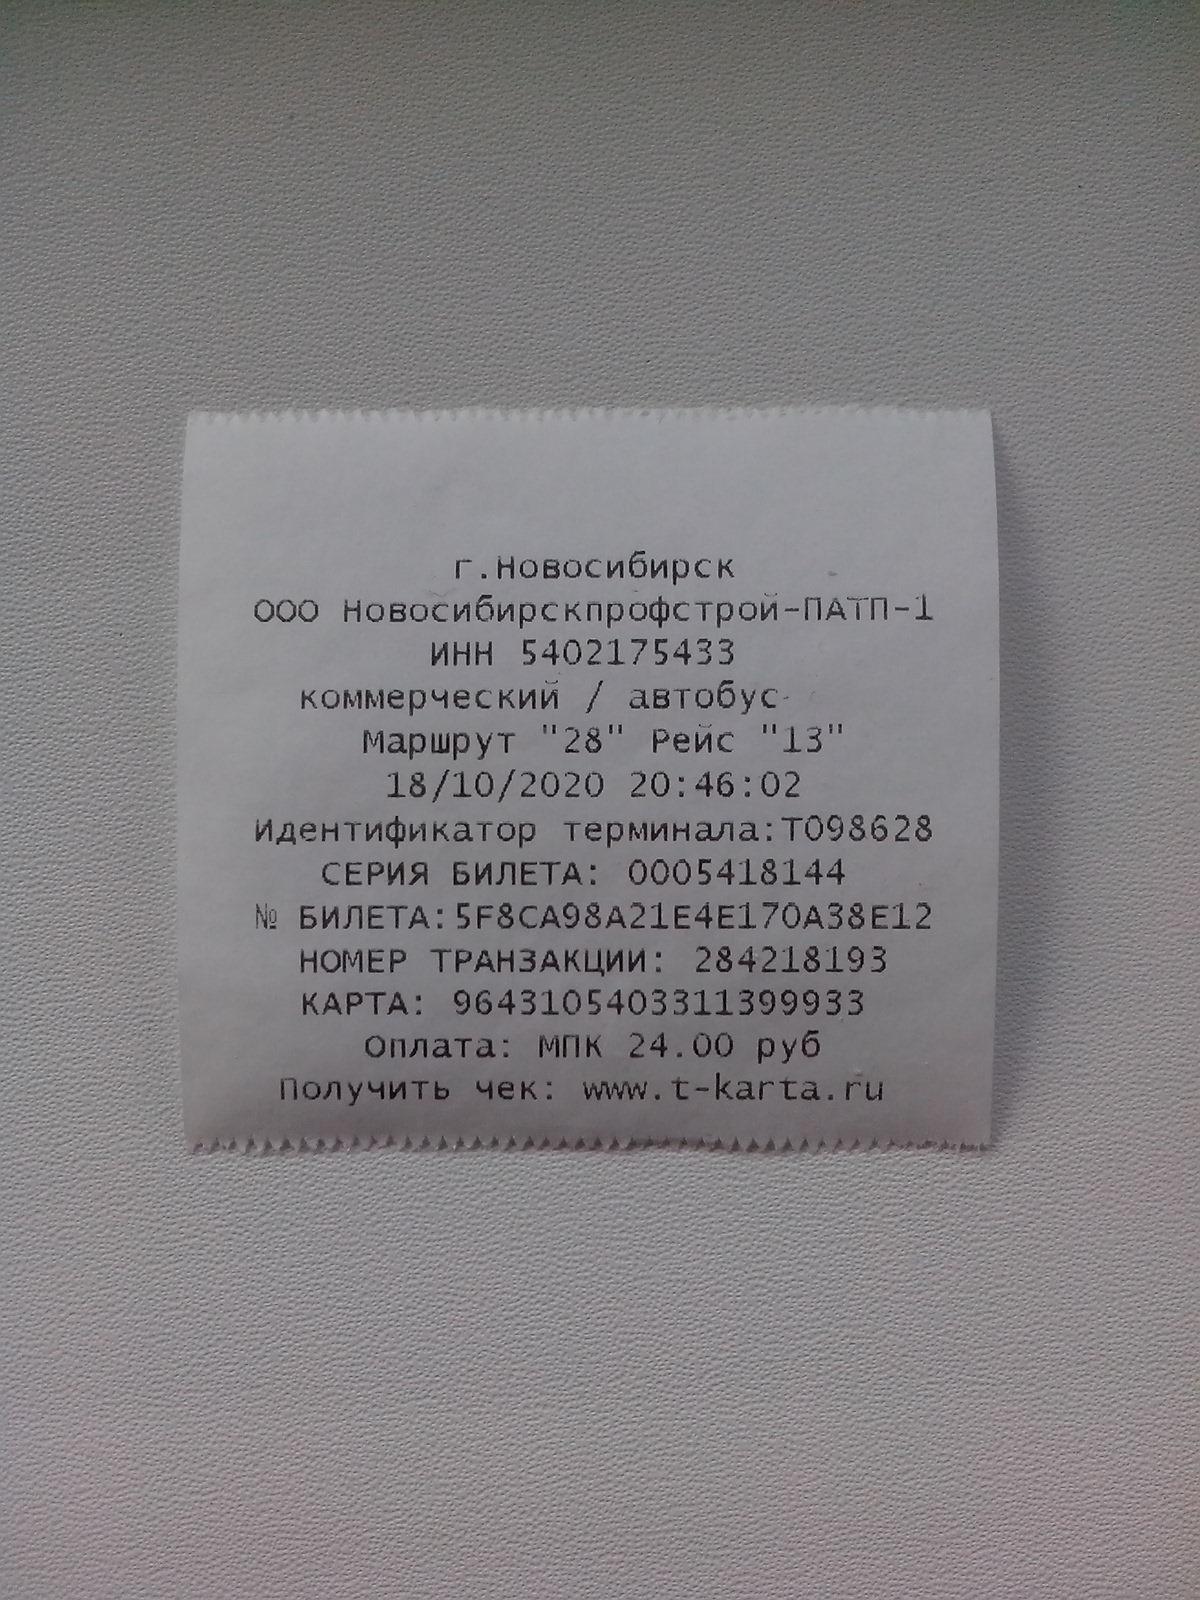 г.Новосибирск
ООО Новосибирскпрофстрой-ПАТП-1
ИНН 5402175433
коммерческий / автобус
Маршрут "28" Рейс "13"
18/10/2020 20:46:02
Идентификатор терминала:T098628
СЕРИЯ БИЛЕТА: 0005418144
№ БИЛЕТА:5F8CA98A21E4E170A38E12
НОМЕР ТРАНЗАКЦИИ: 284218193
КАРТА: 9643105403311399933
Оплата: МПК 24.00 руб
Получить чек: www.t-karta.ru